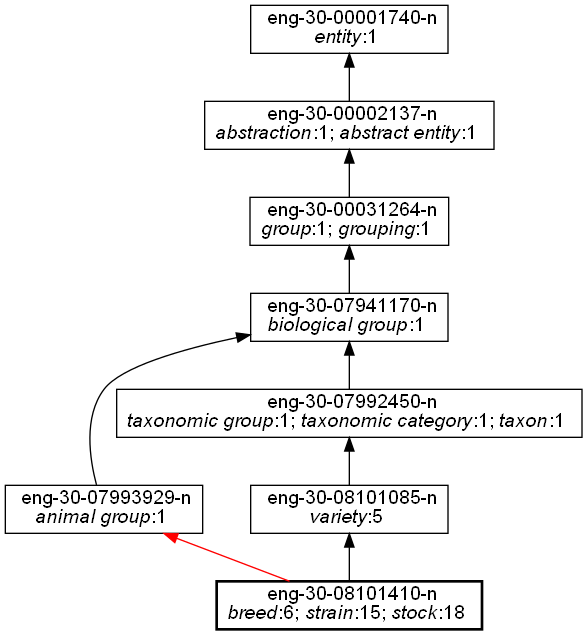 eng-30-00001740-n
entity:1
eng-30-00002137-n
abstraction:1; abstract entity:1
eng-30-00031264-n
group:1; grouping:1
eng-30-07941170-n
biological group:1
eng-30-07992450-n
taxonomic group:1; taxonomic category:1; taxon:1
eng-30-07993929-n
animal group:1
eng-30-08101085-n
variety:5
eng-30-08101410-n
breed:6; strain:15; stock:18